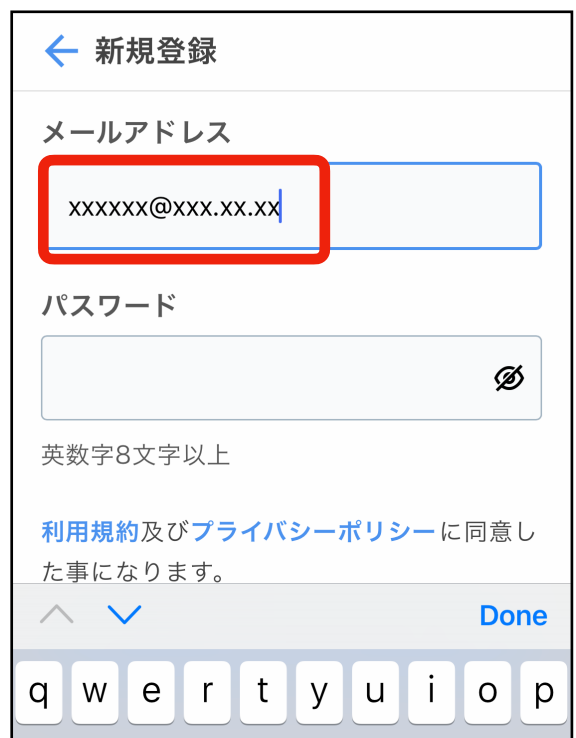 新規登録
メールアドレス
xxxxxx@xxx.xx.xx
パスワード
英数字8文字以上
利用規約及びプライバシーポリシーに同意し
た事になります。
Done
q w e r t y u i o p